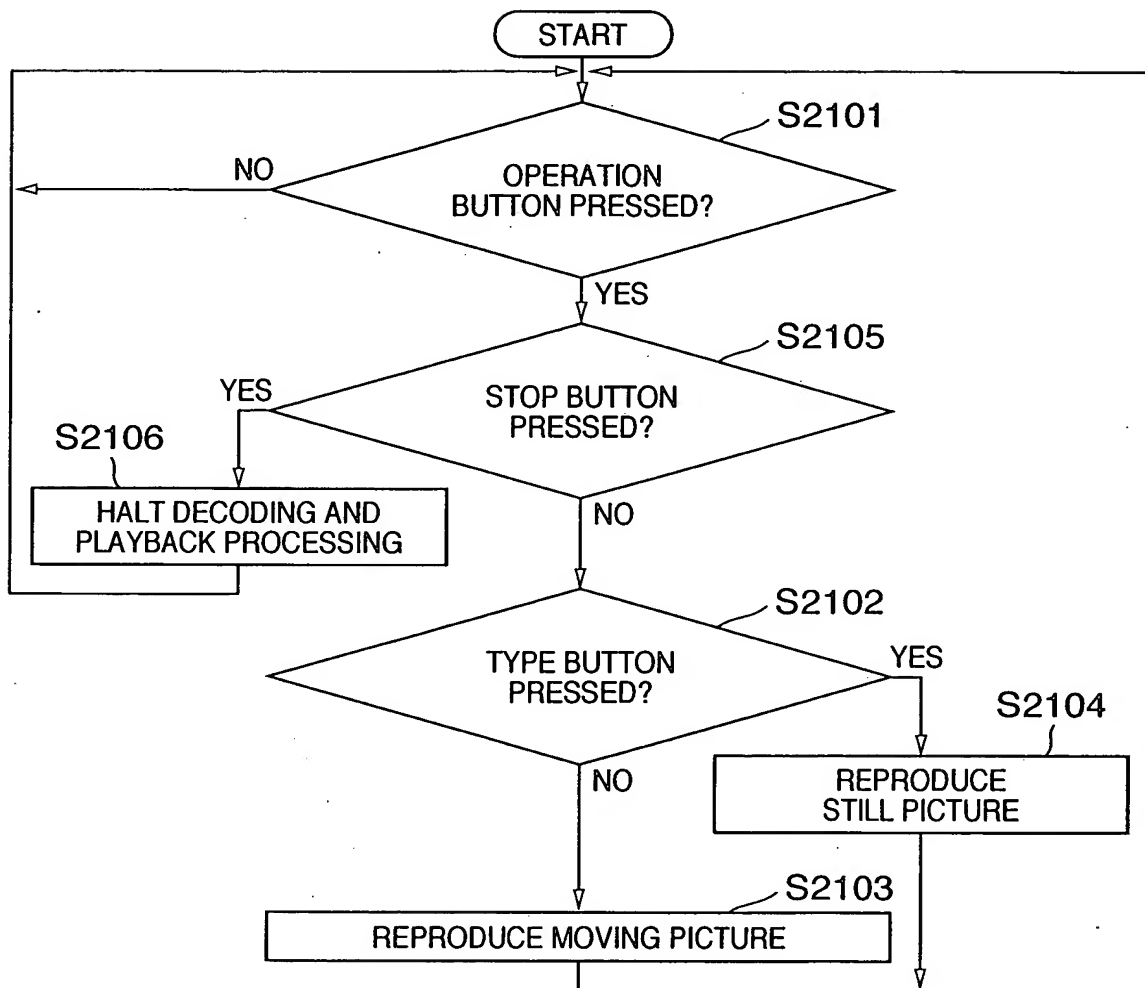 START
S2101
NO
OPERATION
BUTTON PRESSED?
YES
S2105
YES
STOP BUTTON
PRESSED?
S2106
HALT DECODING AND
PLAYBACK PROCESSING
NO
S2102
TYPE BUTTON
PRESSED?
YES
S2104
NO
REPRODUCE
STILL PICTURE
S2103
REPRODUCE MOVING PICTURE